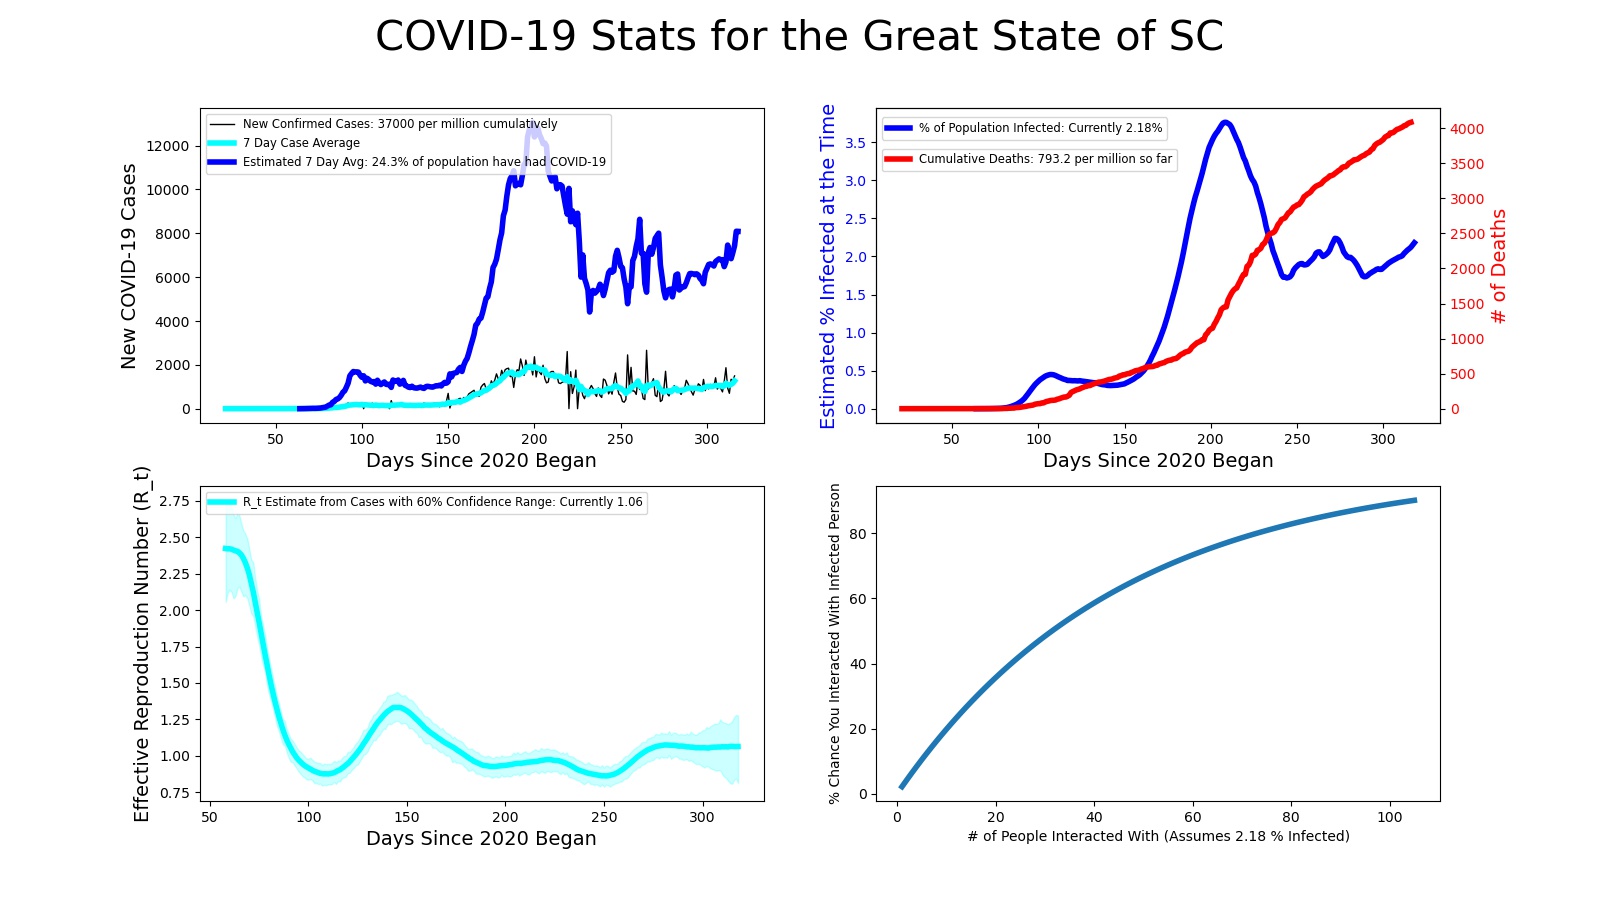 COVID-19 Stats for the Great State of SC
New COVID-19 Cases
12000
10000
8000
6000
4000
2000
0
New Confirmed Cases: 37000 per million cumulatively
7 Day Case Average
Estimated 7 Day Avg: 24.3% of population have had COVID-19
50 100 150 200 250 300
Days Since 2020 Began
Estimated % Infected at the Time
3.5
3.0
2.5
2.0
1.5
1.0
0.5
0.0
% of Population Infected: Currently 2.18%
Cumulative Deaths: 793.2 per million so far
4000
3500
3000
2500
2000
1500
1000
500
0
# of Deaths
50 100 150 200 250 300
Days Since 2020 Began
Effective Reproduction Number (R_t)
2.75
2.50
2.25
2.00
1.75
1.50
1.25
1.00
0.75
R_t Estimate from Cases with 60% Confidence Range: Currently 1.06
50 100 150 200 250 300
Days Since 2020 Began
% Chance You Interacted With Infected Person
80
60
40
20
0
0 20 40 60 80 100
# of People Interacted With (Assumes 2.18 % Infected)